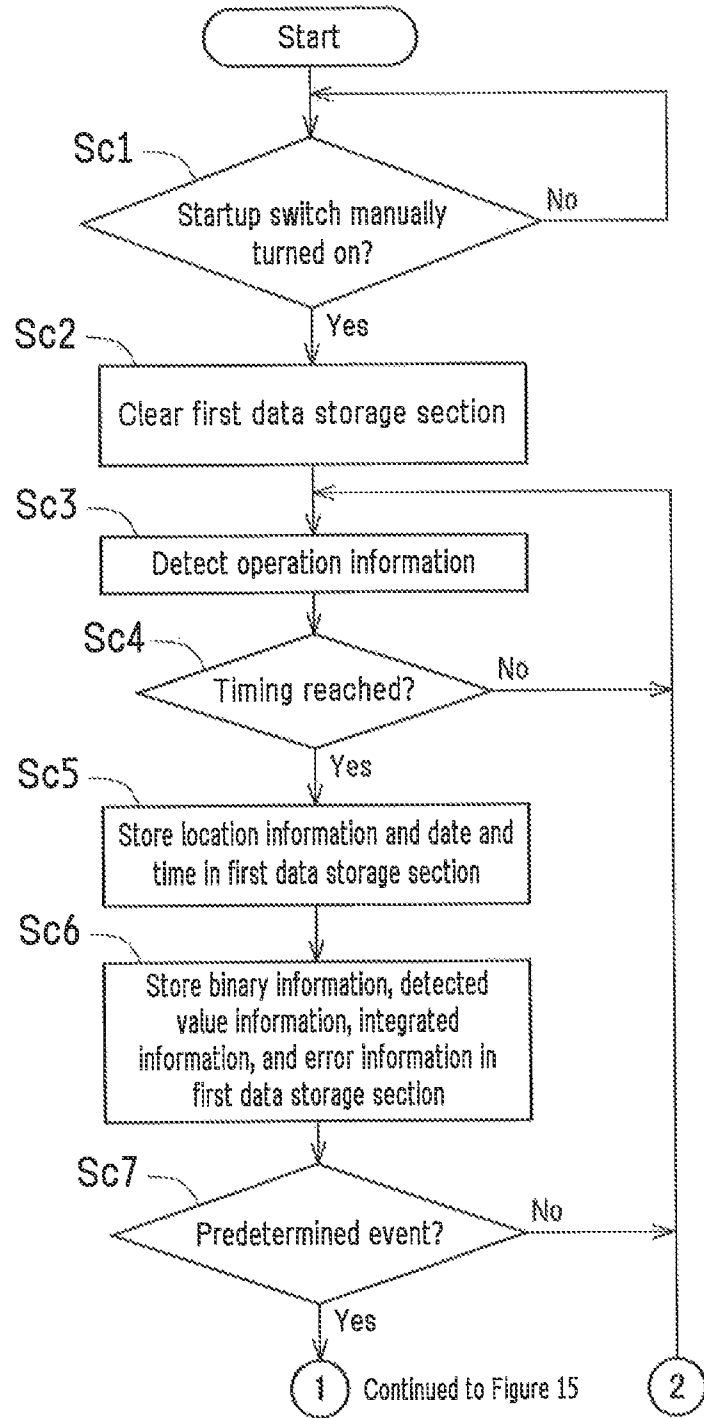 Start
Sc1
Startup switch manually
turned on?
No
Yes
Sc2
Clear first data storage section
Sc3
Detect operation information
Sc4
Timing reached?
No
Yes
Sc5
Store location information and date and
time in first data storage section
Sc6
Store binary information, detected
value information, integrated
information, and error information in
first data storage section
Sc7
Predetermined event?
No
Yes
1 Continued to Figure 15
2